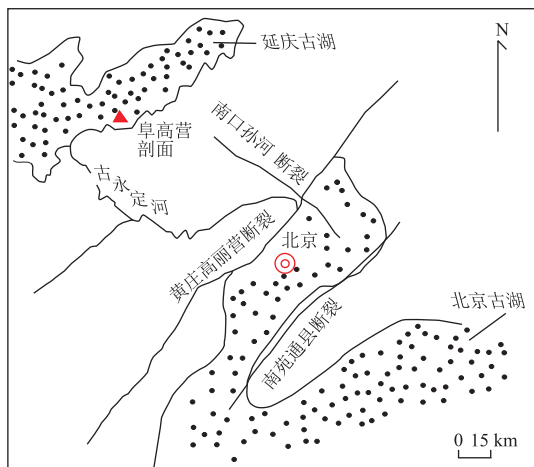 延庆古湖
N
阜高营
剖面
南口孙河 断裂
古永定河
黄庄高丽营断裂
北京
南苑通县断裂
北京古湖
0 15 km